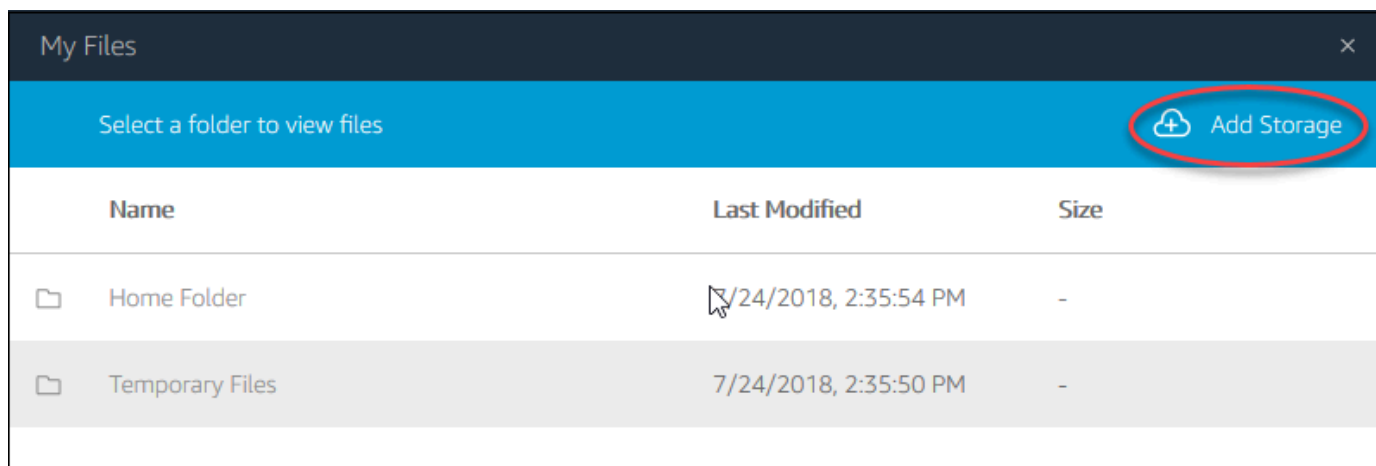 My Files ×
Select a folder to view files Add Storage
Name Last Modified Size
Home Folder 7/24/2018, 2:35:54 PM -
Temporary Files 7/24/2018, 2:35:50 PM -